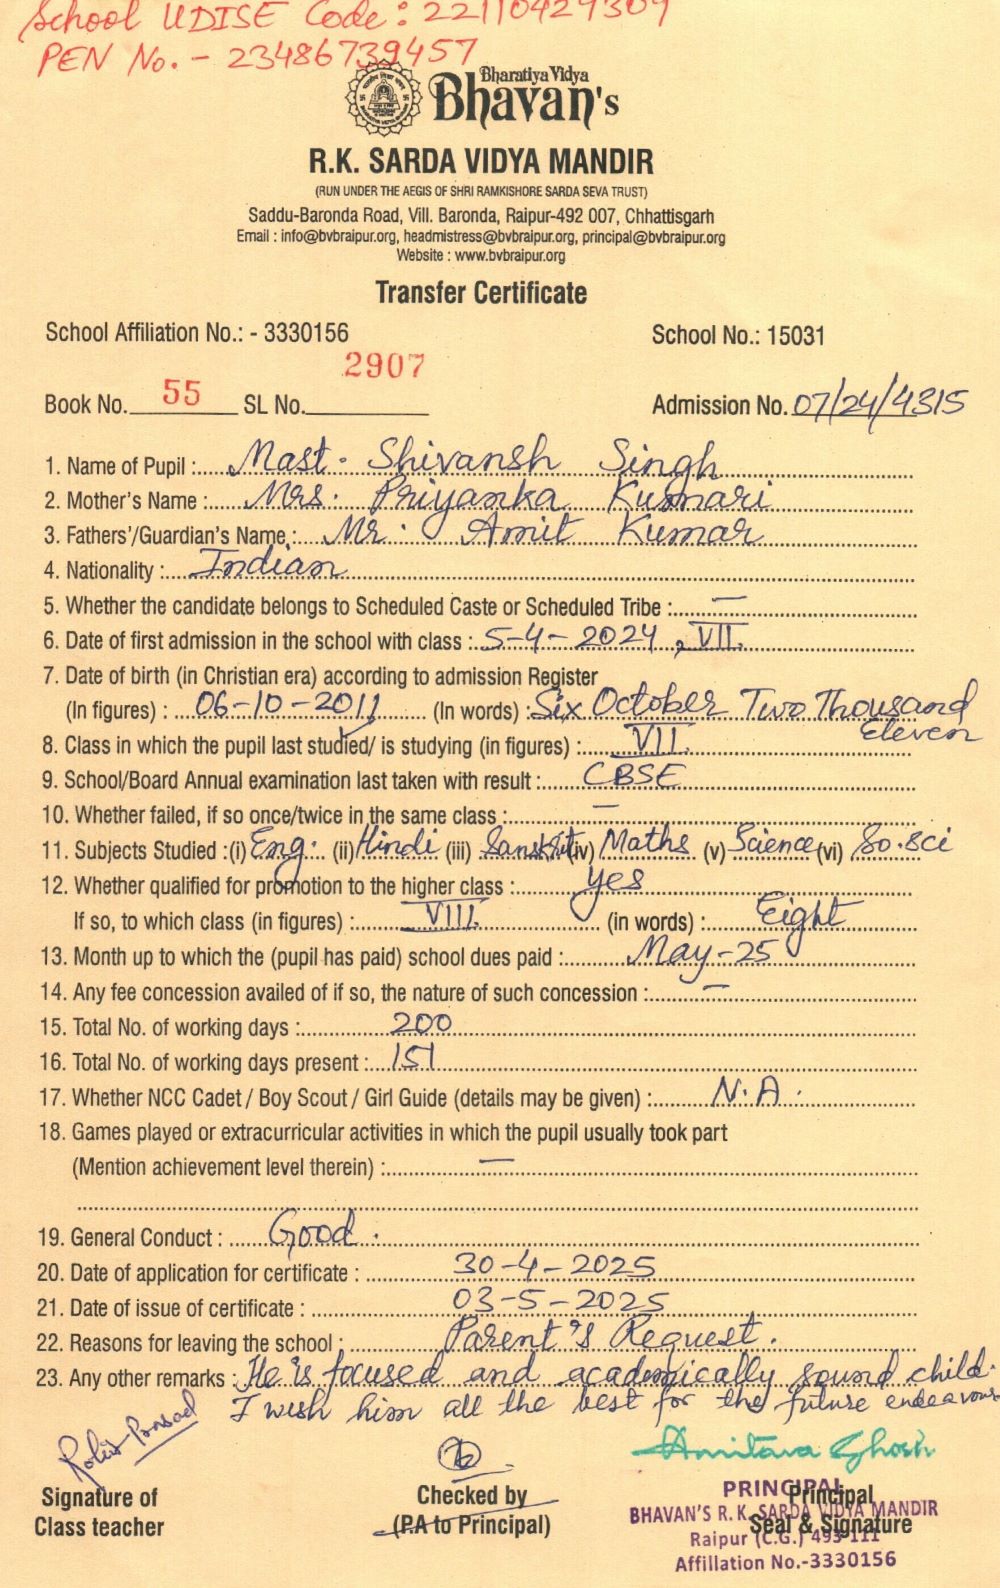 School UDISE Code : 22110429309
PEN No. - 23486739457
Bharatiya Vidya
Bhavan's
R.K. SARDA VIDYA MANDIR
(RUN UNDER THE AEGIS OF SHRI RAMKISHORE SARDA SEVA TRUST)
Saddu-Baronda Road, Vill. Baronda, Raipur-492 007, Chhattisgarh
Email : info@bvbraipur.org, headmistress@bvbraipur.org, principal@bvbraipur.org
Website : www.bvbraipur.org
Transfer Certificate
School Affiliation No.: - 3330156 School No.: 15031
Book No. 55 SL No. 2907 Admission No. 07/24/4315
1. Name of Pupil : Mast. Shivansh Singh
2. Mother's Name : Mrs. Priyanka Kumari
3. Fathers'/Guardian's Name, : Mr. Amit Kumar
4. Nationality : Indian
5. Whether the candidate belongs to Scheduled Caste or Scheduled Tribe : —
6. Date of first admission in the school with class : 5-4-2024, VII.
7. Date of birth (in Christian era) according to admission Register
(In figures) : 06-10-2011 (In words) : Six October Two Thousand Eleven
8. Class in which the pupil last studied/ is studying (in figures) : VII.
9. School/Board Annual examination last taken with result : CBSE
10. Whether failed, if so once/twice in the same class : —
11. Subjects Studied :(i) Eng. (ii) Hindi (iii) Sanskrit (iv) Maths (v) Science (vi) So.sci
12. Whether qualified for promotion to the higher class : yes
If so, to which class (in figures) : VIII. (in words) : Eight
13. Month up to which the (pupil has paid) school dues paid : May-25
14. Any fee concession availed of if so, the nature of such concession : —
15. Total No. of working days : 200
16. Total No. of working days present : 151
17. Whether NCC Cadet / Boy Scout / Girl Guide (details may be given) : N.A.
18. Games played or extracurricular activities in which the pupil usually took part
(Mention achievement level therein) : —
19. General Conduct : Good.
20. Date of application for certificate : 30-4-2025
21. Date of issue of certificate : 03-5-2025
22. Reasons for leaving the school : Parent's Request.
23. Any other remarks : He is focused and academically sound child.
I wish him all the best for the future endeavours
Rohit Prasad
Amitava Ghosh
Signature of
Class teacher
Checked by
(P.A to Principal)
Principal
Seal & Signature
PRINCIPAL
BHAVAN'S R. K. SARDA VIDYA MANDIR
Raipur (C.G.) 493-111
Affillation No.-3330156